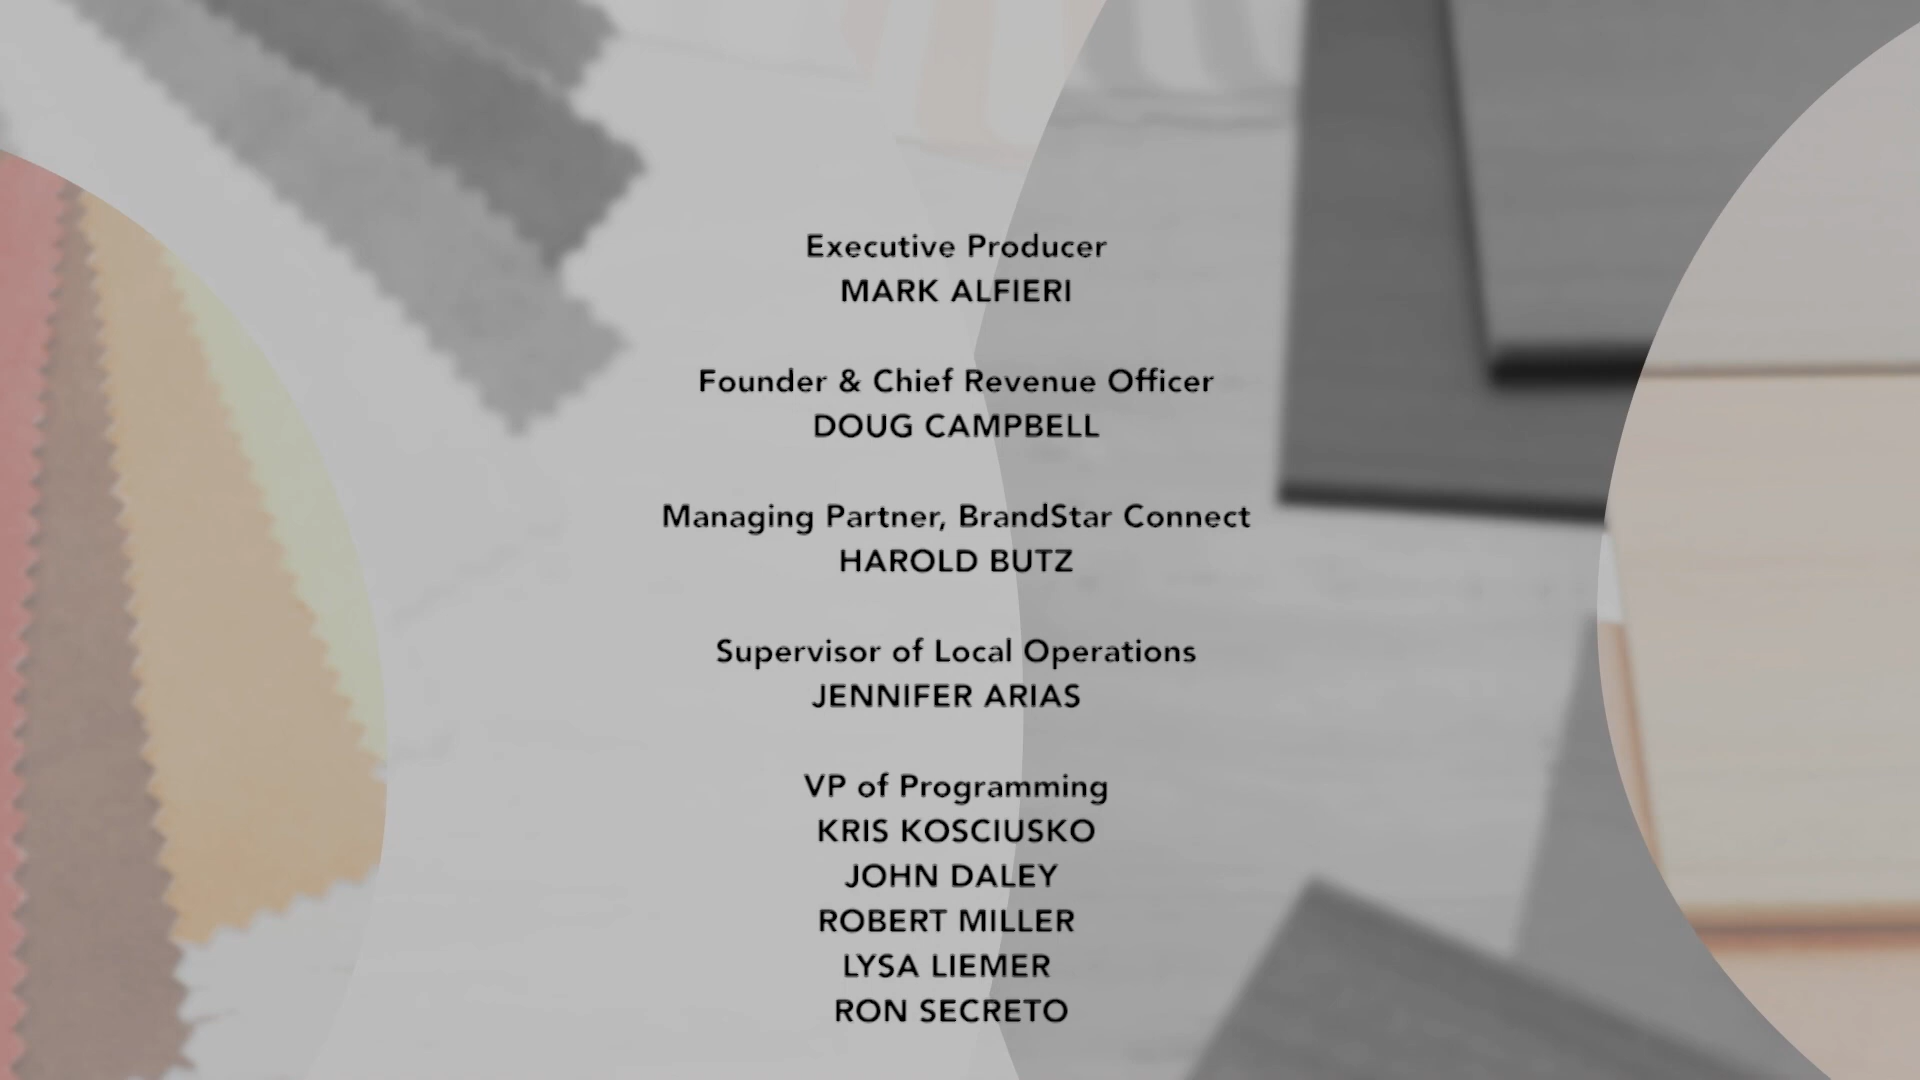 Executive Producer
MARK ALFIERI
Founder & Chief Revenue Officer
DOUG CAMPBELL
Managing Partner, BrandStar Connect
HAROLD BUTZ
Supervisor of Local Operations
JENNIFER ARIAS
VP of Programming
KRIS KOSCIUSKO
JOHN DALEY
ROBERT MILLER
LYSA LIEMER
RON SECRETO